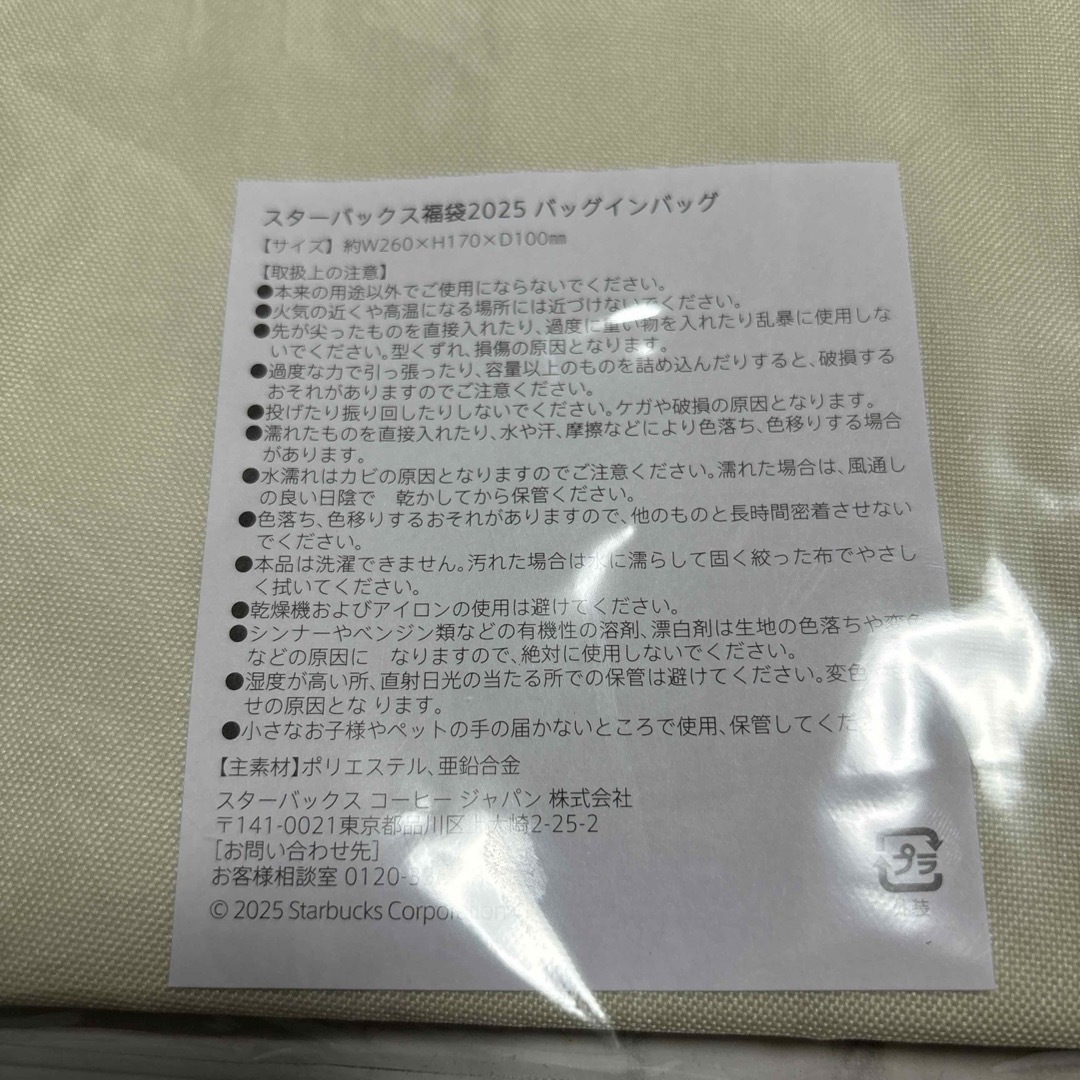 スターバックス福袋2025 バッグインバッグ
【サイズ】 約W260×H170×D100㎜
【取扱上の注意】
●本来の用途以外でご使用にならないでください。
●火気の近くや高温になる場所には近づけないでください。
●先が尖ったものを直接入れたり、過度に重い物を入れたり乱暴に使用しな
いでください。型くずれ、損傷の原因となります。
●過度な力で引っ張ったり、容量以上のものを詰め込んだりすると、破損する
おそれがありますのでご注意ください。
●投げたり振り回したりしないでください。ケガや破損の原因となります。
●濡れたものを直接入れたり、水や汗、摩擦などにより色落ち、色移りする場合
があります。
●水濡れはカビの原因となりますのでご注意ください。濡れた場合は、風通し
の良い日陰で　乾かしてから保管ください。
●色落ち、色移りするおそれがありますので、他のものと長時間密着させない
でください。
●本品は洗濯できません。汚れた場合は水に濡らして固く絞った布でやさし
く拭いてください。
●乾燥機およびアイロンの使用は避けてください。
●シンナーやベンジン類などの有機性の溶剤、漂白剤は生地の色落ちや変色
などの原因に　なりますので、絶対に使用しないでください。
●湿度が高い所、直射日光の当たる所での保管は避けてください。変色
せの原因となります。
●小さなお子様やペットの手の届かないところで使用、保管してくだ
【主素材】ポリエステル、亜鉛合金
スターバックス コーヒー ジャパン 株式会社
〒141-0021東京都品川区上大崎2-25-2
［お問い合わせ先］
お客様相談室 0120-3
© 2025 Starbucks Corporation
プラ